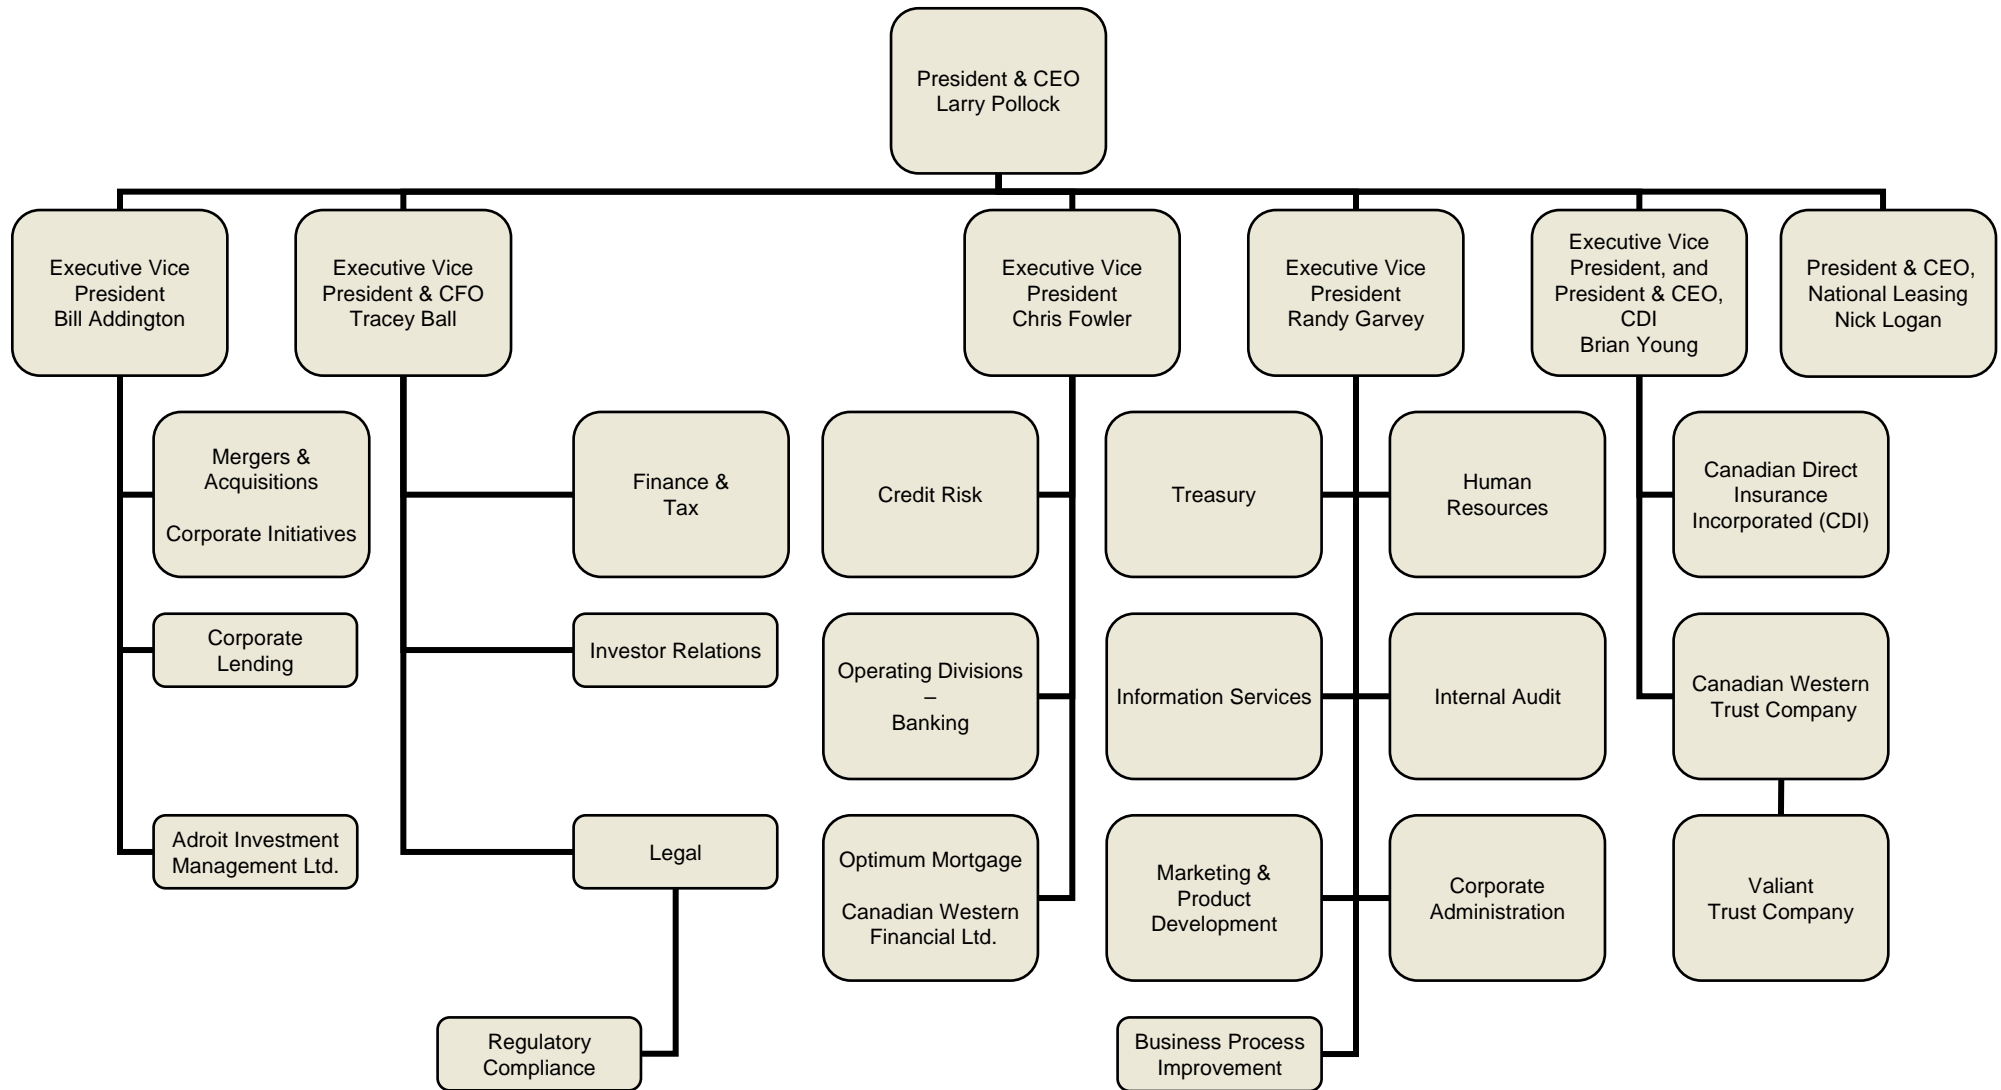 President & CEO
Larry Pollock
Executive Vice
President
Bill Addington
Executive Vice
President & CFO
Tracey Ball
Executive Vice
President
Chris Fowler
Executive Vice
President
Randy Garvey
Executive Vice
President, and
President & CEO,
CDI
Brian Young
President & CEO,
National Leasing
Nick Logan
Mergers &
Acquisitions
Corporate Initiatives
Finance &
Tax
Credit Risk
Treasury
Human
Resources
Canadian Direct
Insurance
Incorporated (CDI)
Corporate
Lending
Investor Relations
Operating Divisions
–
Banking
Information Services
Internal Audit
Canadian Western
Trust Company
Adroit Investment
Management Ltd.
Legal
Optimum Mortgage
Canadian Western
Financial Ltd.
Marketing &
Product
Development
Corporate
Administration
Valiant
Trust Company
Regulatory
Compliance
Business Process
Improvement